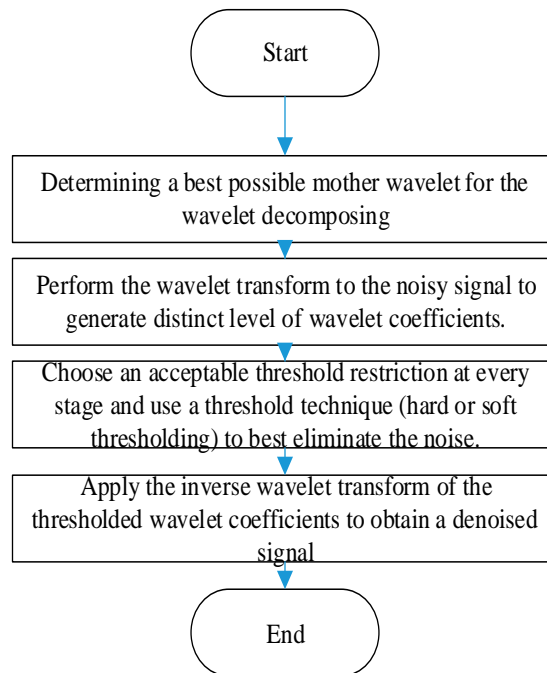 Start
Determining a best possible mother wavelet for the
wavelet decomposing
Perform the wavelet transform to the noisy signal to
generate distinct level of wavelet coefficients.
Choose an acceptable threshold restriction at every
stage and use a threshold technique (hard or soft
thresholding) to best eliminate the noise.
Apply the inverse wavelet transform of the
thresholded wavelet coefficients to obtain a denoised
signal
End